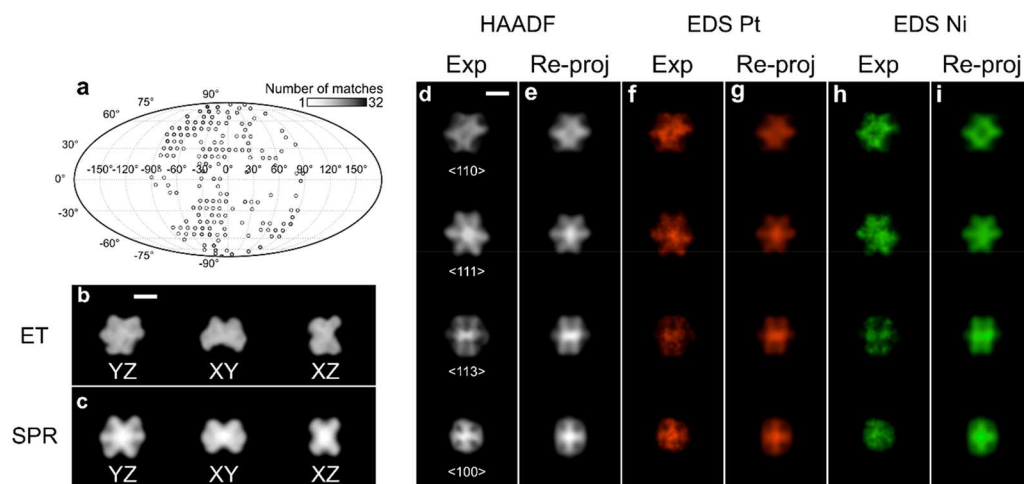 HAADF EDS Pt EDS Ni
Exp Re-proj Exp Re-proj Exp Re-proj
a
Number of matches
1 32
90°
75°
60°
30°
-150°-120°-90°-60°-30° 0° 30° 60° 90° 120° 150°
0°
-30°
-60°
-75°
-90°
b
ET
YZ XY XZ
c
SPR
YZ XY XZ
d e f g h i
<110>
<111>
<113>
<100>